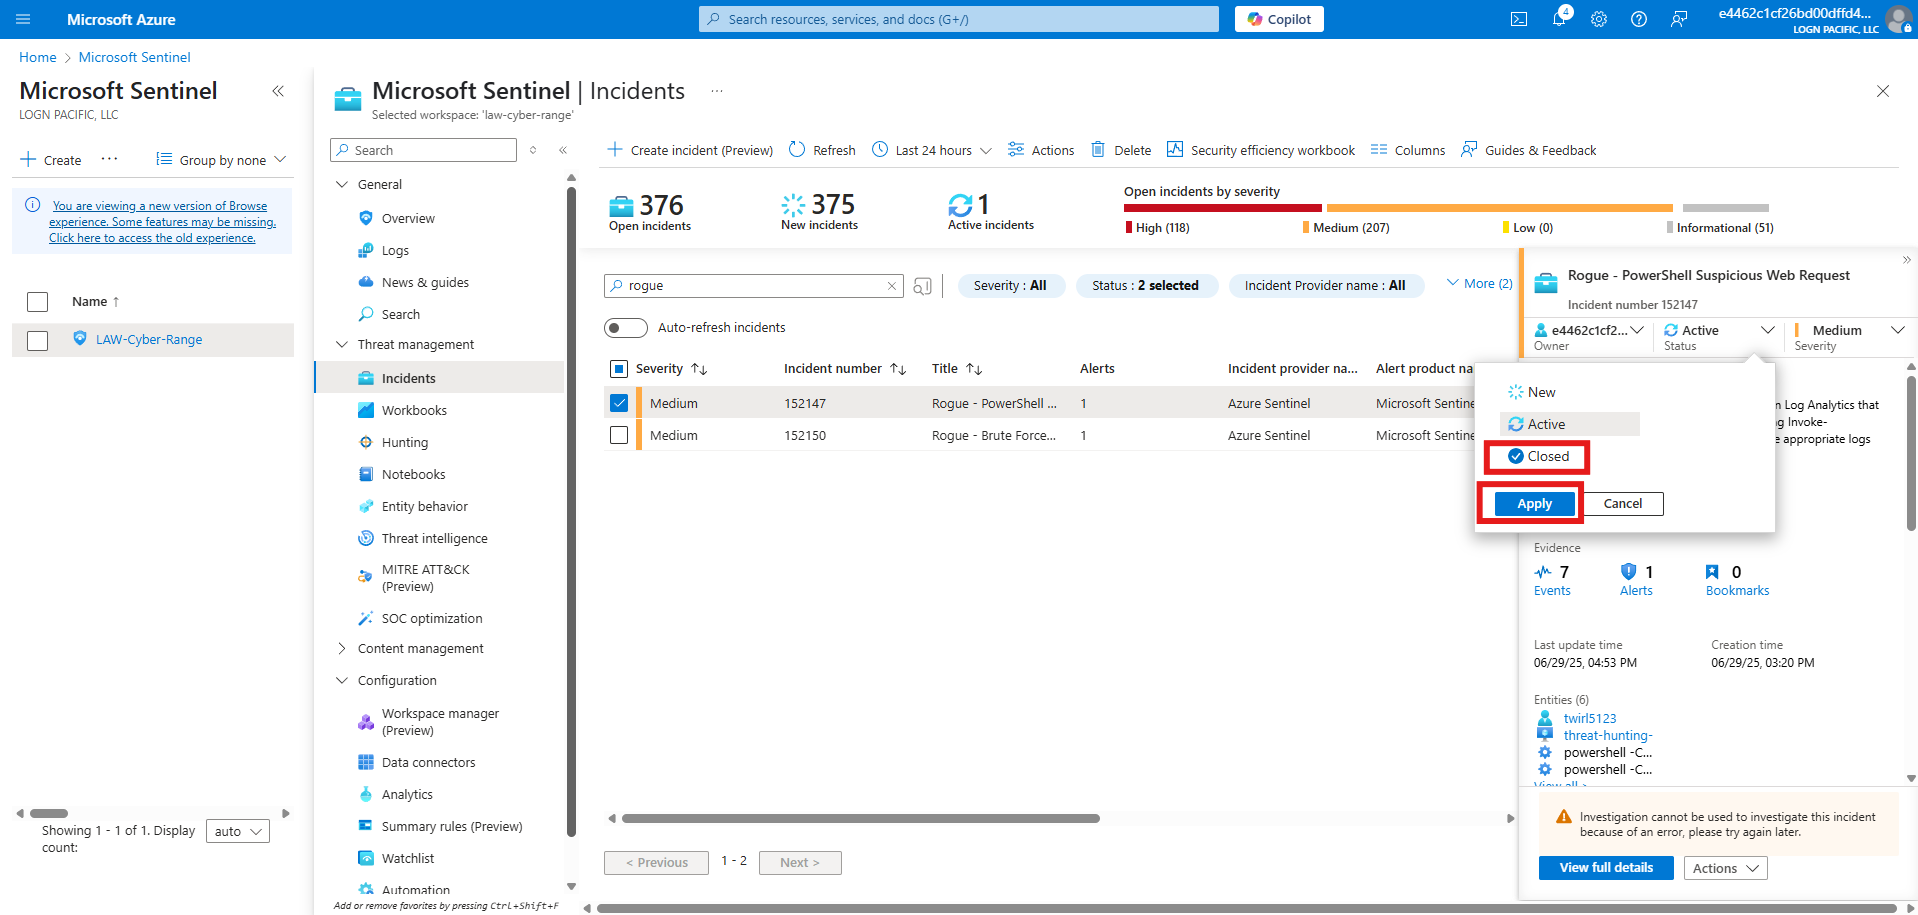 Microsoft Azure
Search resources, services, and docs (G+/)
Copilot
4
e4462c1cf26bd00dffd4...
LOGN PACIFIC, LLC
Home > Microsoft Sentinel
Microsoft Sentinel
LOGN PACIFIC, LLC
+ Create ...
Group by none
You are viewing a new version of Browse
experience. Some features may be missing.
Click here to access the old experience.
Name ↑
LAW-Cyber-Range
Showing 1 - 1 of 1. Display
count:
auto
Microsoft Sentinel | Incidents ...
Selected workspace: 'law-cyber-range'
Search
General
Overview
Logs
News & guides
Search
Threat management
Incidents
Workbooks
Hunting
Notebooks
Entity behavior
Threat intelligence
MITRE ATT&CK
(Preview)
SOC optimization
Content management
Configuration
Workspace manager
(Preview)
Data connectors
Analytics
Summary rules (Preview)
Watchlist
Automation
Add or remove favorites by pressing Ctrl+Shift+F
+ Create incident (Preview)
Refresh
Last 24 hours
Actions
Delete
Security efficiency workbook
Columns
Guides & Feedback
376
Open incidents
375
New incidents
1
Active incidents
Open incidents by severity
High (118)
Medium (207)
Low (0)
Informational (51)
rogue
Severity : All
Status : 2 selected
Incident Provider name : All
More (2)
Auto-refresh incidents
Severity ↑↓ Incident number ↑↓ Title ↑↓ Alerts Incident provider na... Alert product na
Medium 152147 Rogue - PowerShell ... 1 Azure Sentinel Microsoft Sentine
Medium 152150 Rogue - Brute Force... 1 Azure Sentinel Microsoft Sentine
< Previous
1 - 2
Next >
Rogue - PowerShell Suspicious Web Request
Incident number 152147
e4462c1cf2...
Owner
Active
Status
Medium
Severity
New
Active
Closed
Apply
Cancel
n Log Analytics that
g Invoke-
e appropriate logs
Evidence
7
Events
1
Alerts
0
Bookmarks
Last update time
06/29/25, 04:53 PM
Creation time
06/29/25, 03:20 PM
Entities (6)
twirl5123
threat-hunting-
powershell -C...
powershell -C...
View all >
Investigation cannot be used to investigate this incident
because of an error, please try again later.
View full details
Actions